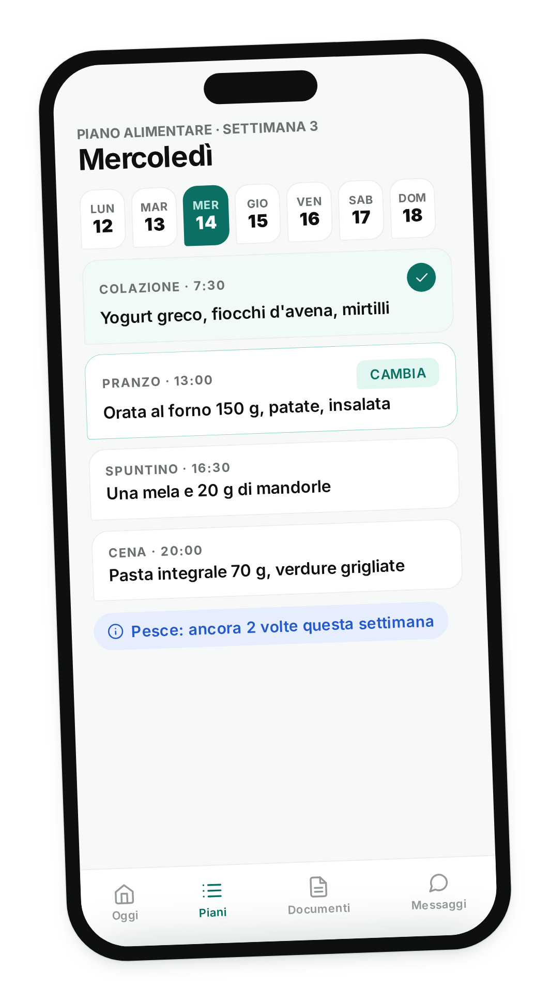 PIANO ALIMENTARE · SETTIMANA 3
Mercoledì
LUN MAR MER GIO VEN SAB DOM
12 13 14 15 16 17 18
COLAZIONE · 7:30
Yogurt greco, fiocchi d'avena, mirtilli
PRANZO · 13:00 CAMBIA
Orata al forno 150 g, patate, insalata
SPUNTINO · 16:30
Una mela e 20 g di mandorle
CENA · 20:00
Pasta integrale 70 g, verdure grigliate
Pesce: ancora 2 volte questa settimana
Oggi Piani Documenti Messaggi